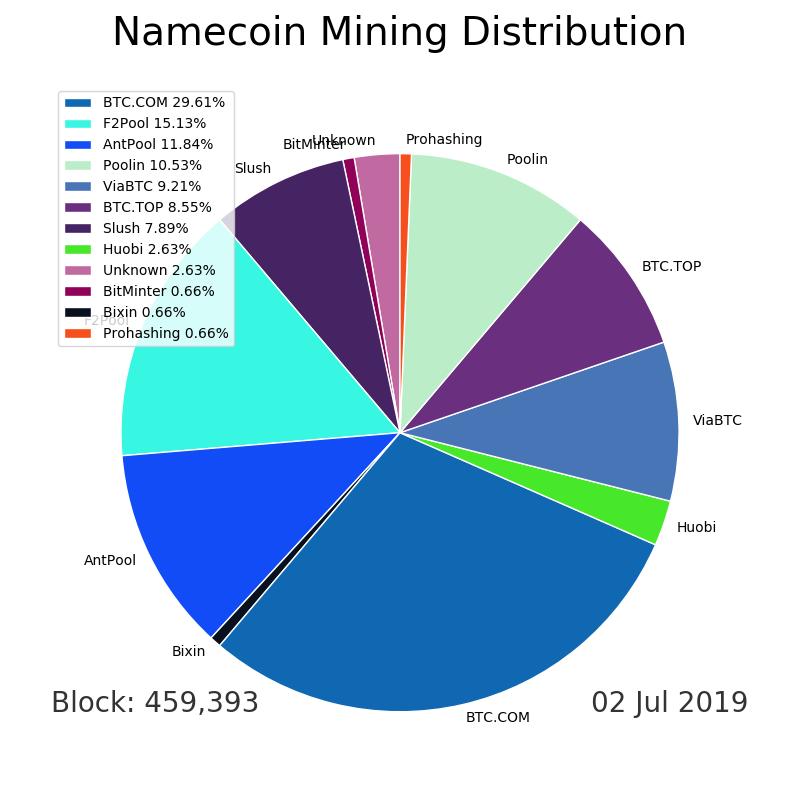 Namecoin Mining Distribution
BTC.COM 29.61%
F2Pool 15.13%
AntPool 11.84%
Poolin 10.53%
ViaBTC 9.21%
BTC.TOP 8.55%
Slush 7.89%
Huobi 2.63%
Unknown 2.63%
BitMinter 0.66%
Bixin 0.66%
Prohashing 0.66%
Prohashing
Poolin
BTC.TOP
ViaBTC
Huobi
BTC.COM
Bixin
AntPool
F2Pool
Slush
BitMinter
Unknown
Block: 459,393
02 Jul 2019